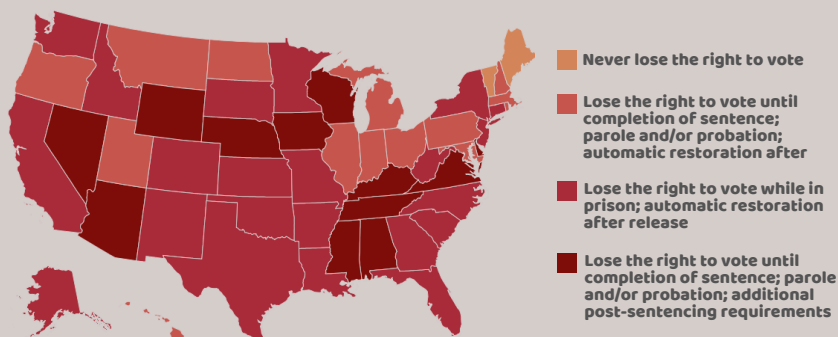 Never lose the right to vote
Lose the right to vote until
completion of sentence;
parole and/or probation;
automatic restoration after
Lose the right to vote while in
prison; automatic restoration
after release
Lose the right to vote until
completion of sentence; parole
and/or probation; additional
post-sentencing requirements